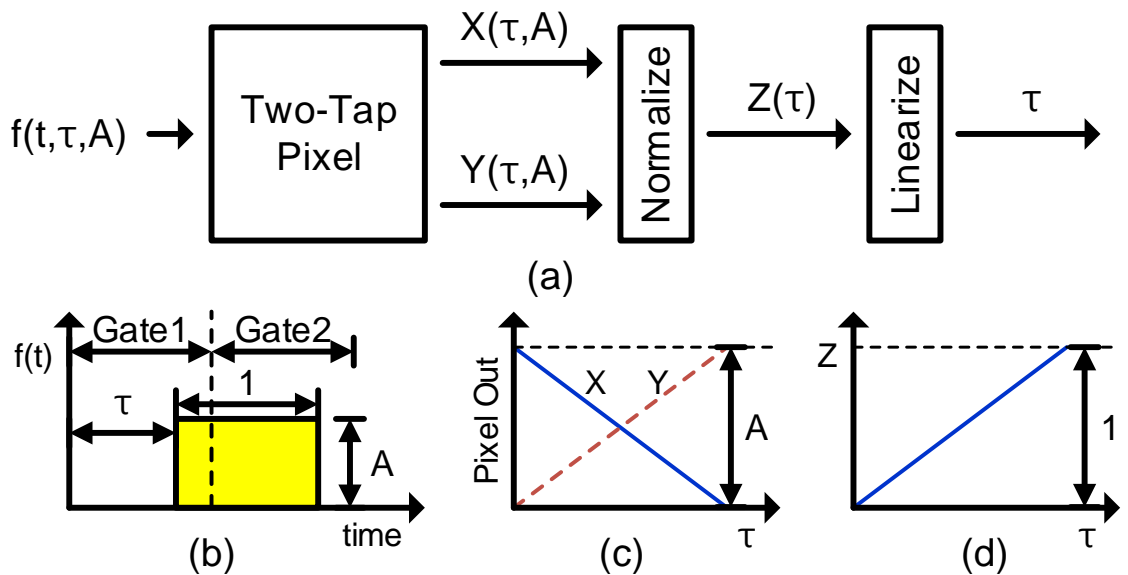 f(t,τ,A)
Two-Tap
Pixel
X(τ,A)
Y(τ,A)
Normalize
Z(τ)
Linearize
τ
(a)
f(t)
Gate1
Gate2
1
τ
A
time
(b)
Pixel Out
X
Y
A
τ
(c)
Z
1
τ
(d)